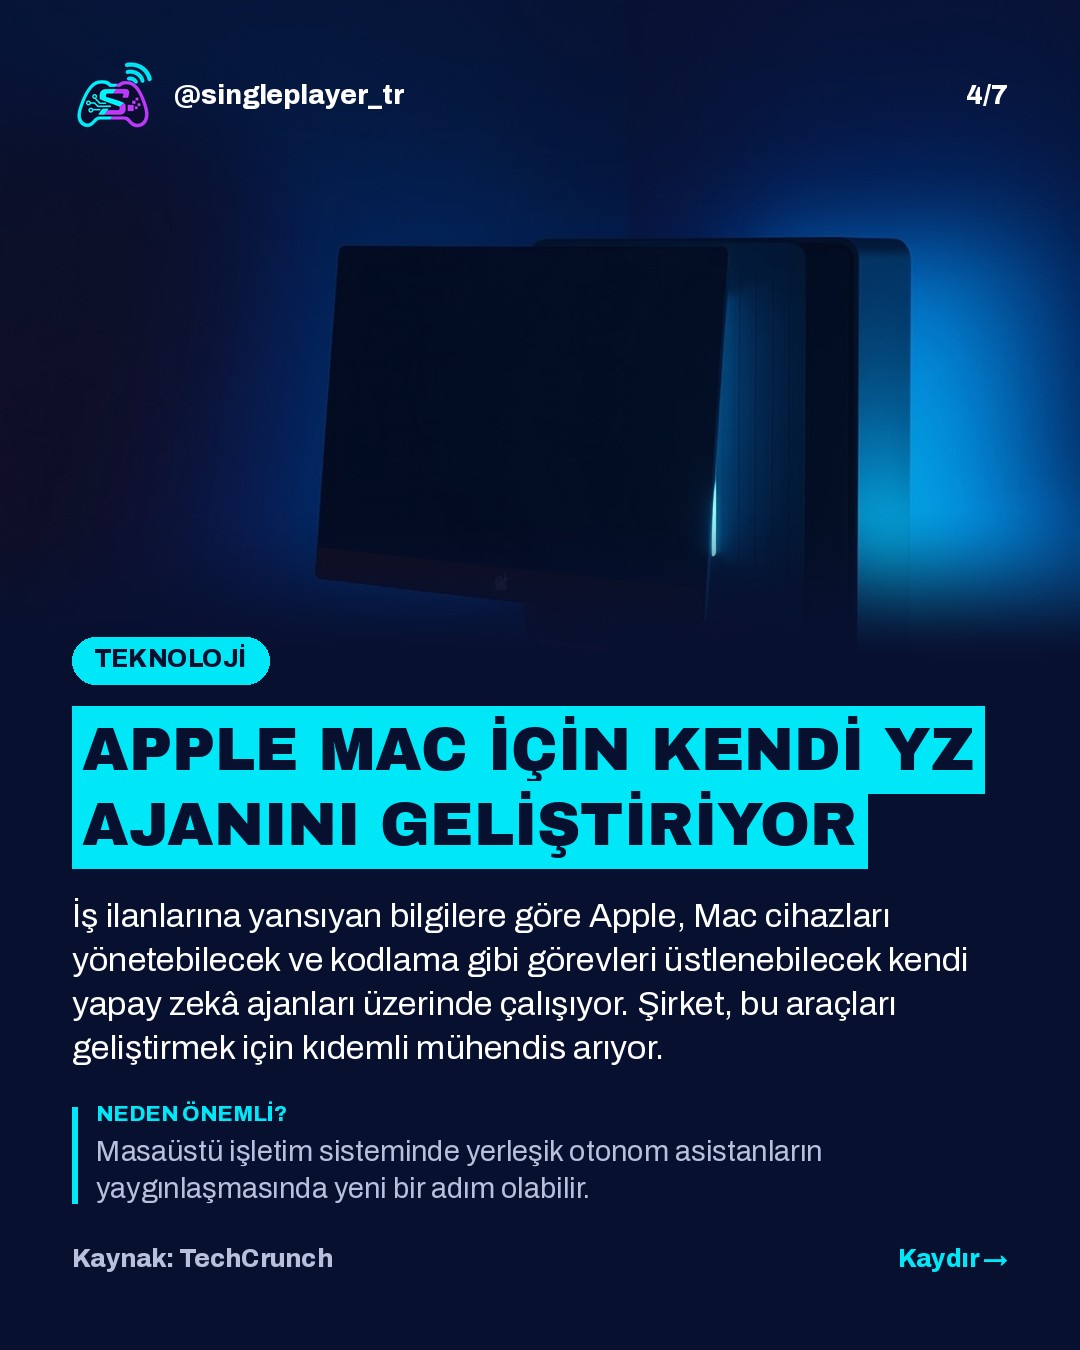 @singleplayer_tr
4/7
TEKNOLOJİ
APPLE MAC İÇİN KENDİ YZ
AJANINI GELİŞTİRİYOR
İş ilanlarına yansıyan bilgilere göre Apple, Mac cihazları
yönetebilecek ve kodlama gibi görevleri üstlenebilecek kendi
yapay zekâ ajanları üzerinde çalışıyor. Şirket, bu araçları
geliştirmek için kıdemli mühendis arıyor.
NEDEN ÖNEMLİ?
Masaüstü işletim sisteminde yerleşik otonom asistanların
yaygınlaşmasında yeni bir adım olabilir.
Kaynak: TechCrunch
Kaydır→